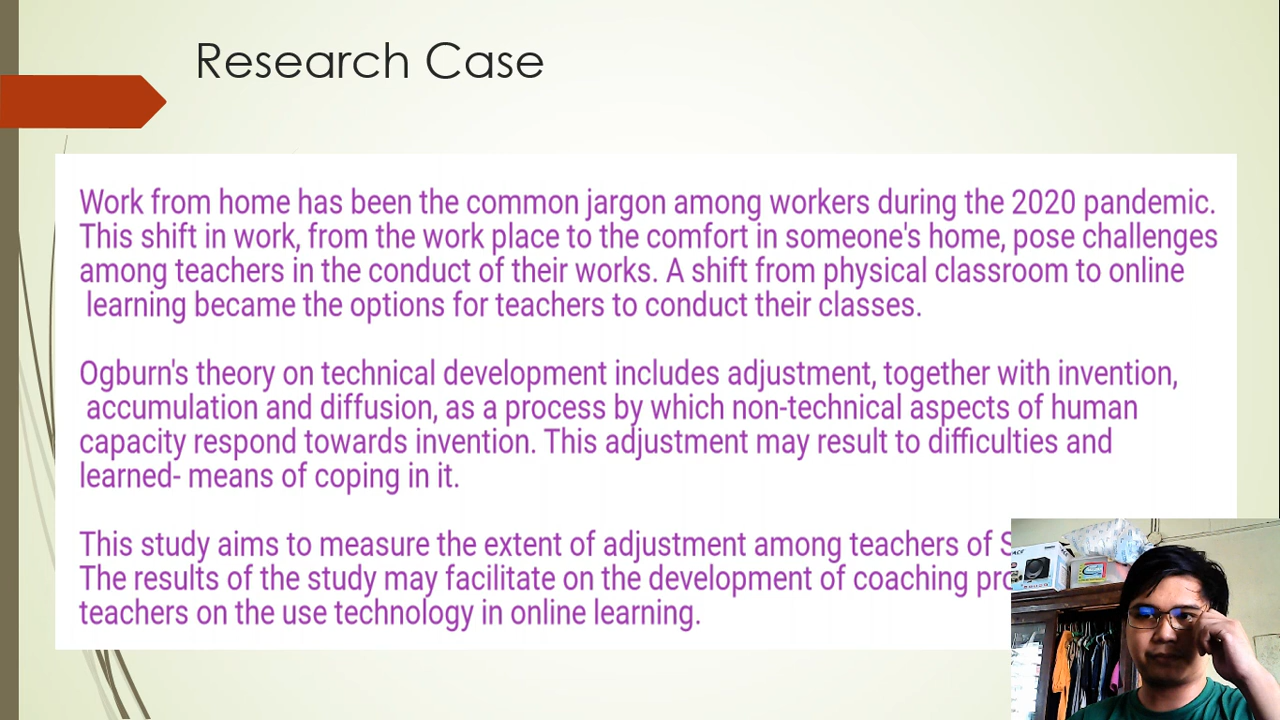 Research Case
Work from home has been the common jargon among workers during the 2020 pandemic.
This shift in work, from the work place to the comfort in someone's home, pose challenges
among teachers in the conduct of their works. A shift from physical classroom to online
learning became the options for teachers to conduct their classes.
Ogburn's theory on technical development includes adjustment, together with invention,
accumulation and diffusion, as a process by which non-technical aspects of human
capacity respond towards invention. This adjustment may result to difficulties and
learned- means of coping in it.
This study aims to measure the extent of adjustment among teachers of
The results of the study may facilitate on the development of coaching
teachers on the use technology in online learning.